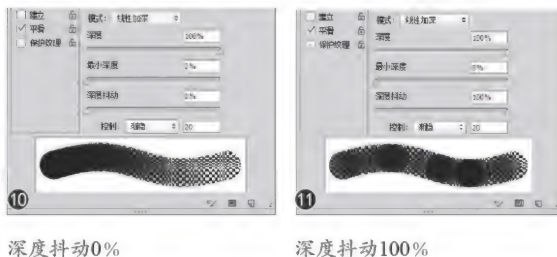 建立
平滑
保护纹理
模式: 线性加深
深度
100%
最小深度
深度抖动
0%
控制: 渐隐
20
10
深度抖动0%
建立
平滑
保护纹理
模式: 线性加深
深度
100%
最小深度
0%
深度抖动
100%
控制: 渐隐
20
11
深度抖动100%